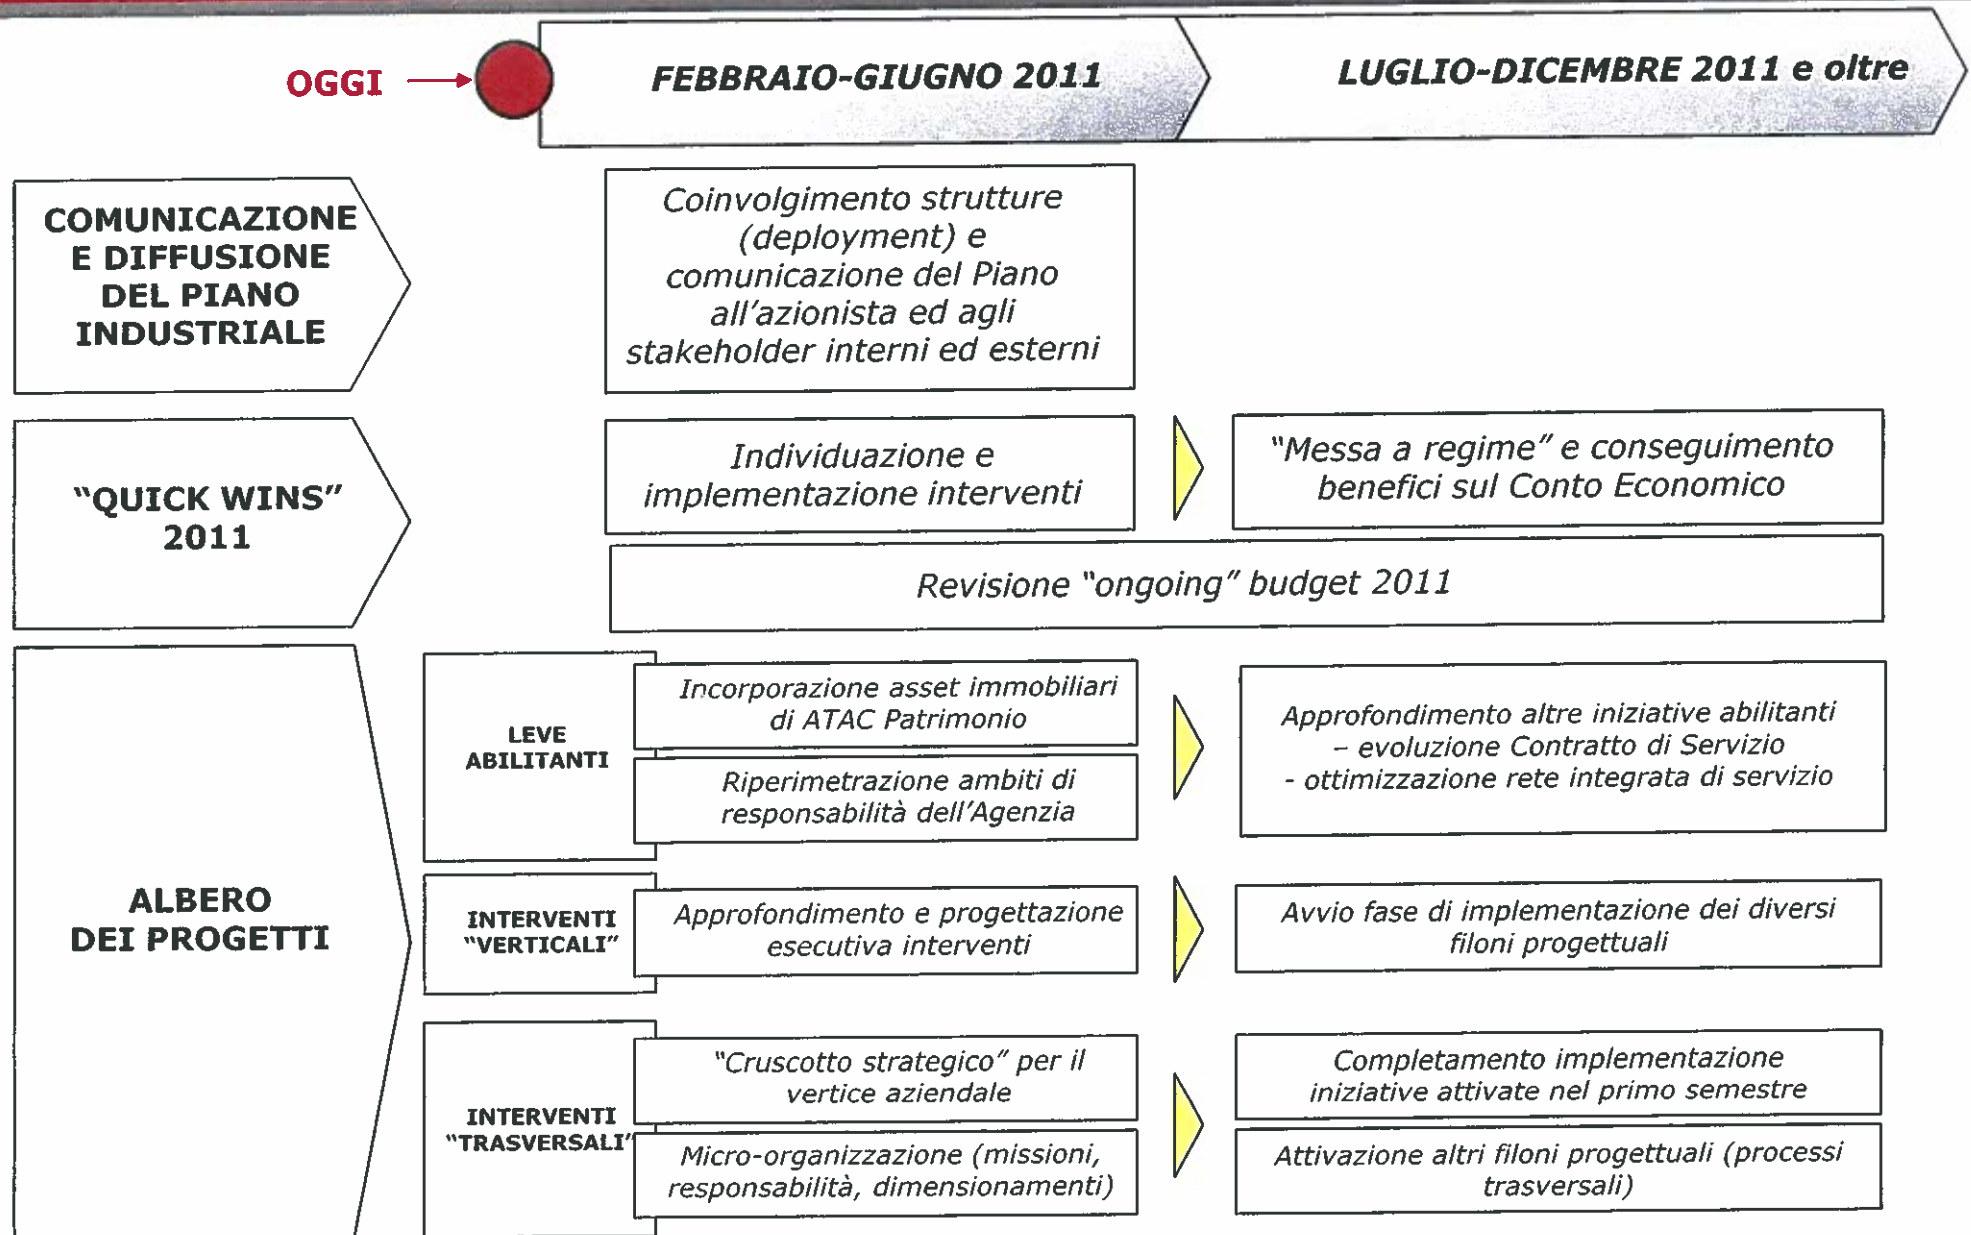 OGGI
FEBBRAIO-GIUGNO 2011
LUGLIO-DICEMBRE 2011 e oltre
COMUNICAZIONE
E DIFFUSIONE
DEL PIANO
INDUSTRIALE
Coinvolgimento strutture
(deployment) e
comunicazione del Piano
all'azionista ed agli
stakeholder interni ed esterni
"QUICK WINS"
2011
Individuazione e
implementazione interventi
"Messa a regime" e conseguimento
benefici sul Conto Economico
Revisione "ongoing" budget 2011
ALBERO
DEI PROGETTI
LEVE
ABILITANTI
Incorporazione asset immobiliari
di ATAC Patrimonio
Riperimetrazione ambiti di
responsabilità dell'Agenzia
Approfondimento altre iniziative abilitanti
– evoluzione Contratto di Servizio
- ottimizzazione rete integrata di servizio
INTERVENTI
"VERTICALI"
Approfondimento e progettazione
esecutiva interventi
Avvio fase di implementazione dei diversi
filoni progettuali
INTERVENTI
"TRASVERSALI"
"Cruscotto strategico" per il
vertice aziendale
Micro-organizzazione (missioni,
responsabilità, dimensionamenti)
Completamento implementazione
iniziative attivate nel primo semestre
Attivazione altri filoni progettuali (processi
trasversali)